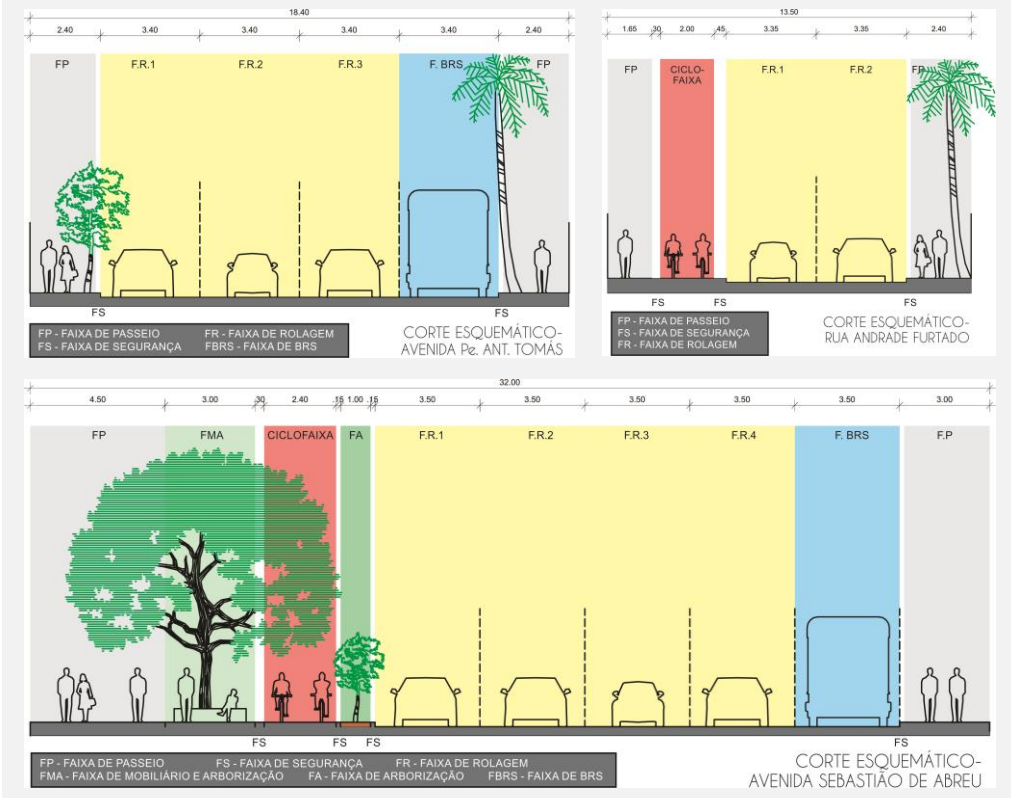 18.40
2.40 3.40 3.40 3.40 3.40 2.40
FP F.R.1 F.R.2 F.R.3 F. BRS FP
FS FS
FP - FAIXA DE PASSEIO FR - FAIXA DE ROLAGEM
FS - FAIXA DE SEGURANÇA FBRS - FAIXA DE BRS
CORTE ESQUEMÁTICO-
AVENIDA Pe. ANT. TOMÁS
13.50
1.65 .30 2.00 .45 3.35 3.35 2.40
FP CICLO- F.R.1 F.R.2 FP
FAIXA
FS FS FS
FP - FAIXA DE PASSEIO
FS - FAIXA DE SEGURANÇA
FR - FAIXA DE ROLAGEM
CORTE ESQUEMÁTICO-
RUA ANDRADE FURTADO
32.00
4.50 3.00 .30 2.40 .15 1.00 .15 3.50 3.50 3.50 3.50 3.50 3.00
FP FMA CICLOFAIXA FA F.R.1 F.R.2 F.R.3 F.R.4 F. BRS F.P
FS FS FS FS
FP - FAIXA DE PASSEIO FS - FAIXA DE SEGURANÇA FR - FAIXA DE ROLAGEM
FMA - FAIXA DE MOBILIÁRIO E ARBORIZAÇÃO FA - FAIXA DE ARBORIZAÇÃO FBRS - FAIXA DE BRS
CORTE ESQUEMÁTICO-
AVENIDA SEBASTIÃO DE ABREU